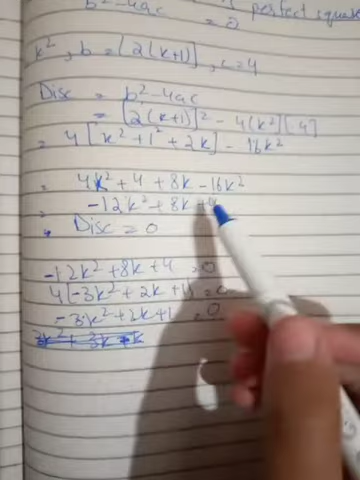 b²-4ac perfect square
= 0
k², b = [2(k+1)], c=4
Disc = b²-4ac
= [2(k+1)]² - 4(k²)(4)
= 4[k²+1²+2k] - 16k²
= 4k²+4+8k-16k²
= -12k²+8k+4
Disc = 0
-12k²+8k+4 = 0
4(-3k²+2k+1) = 0
-3k²+2k+1 = 0